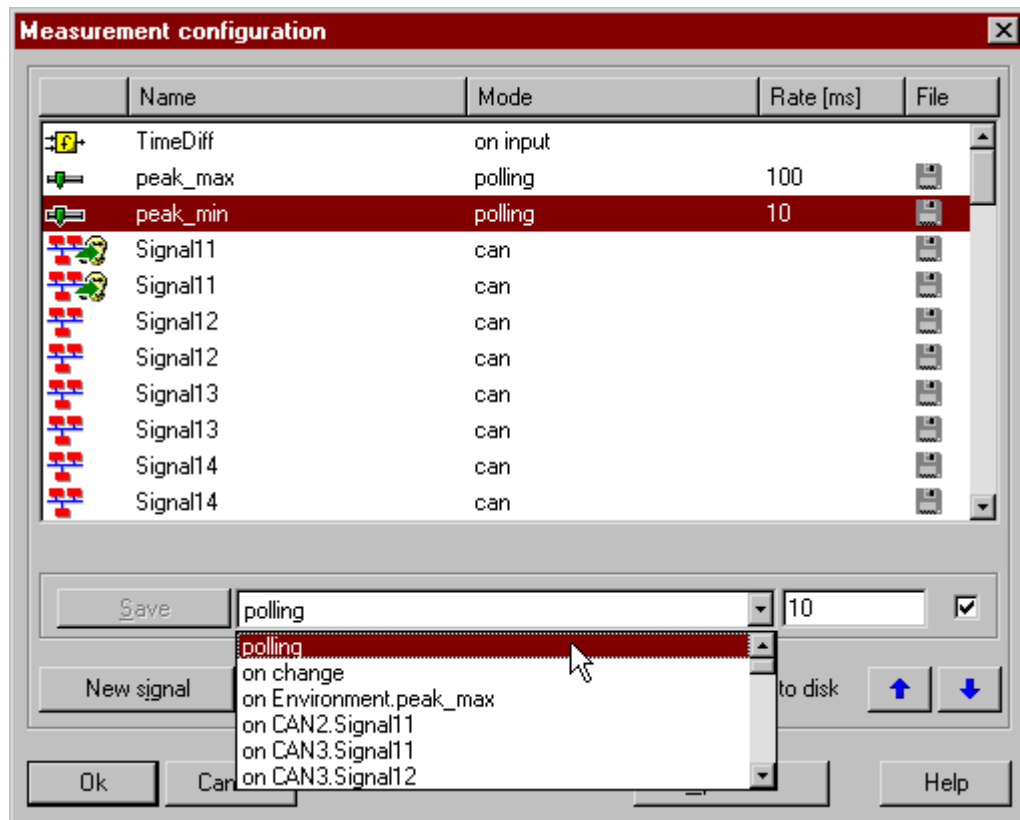 Measurement configuration
Name Mode Rate [ms] File
TimeDiff on input
peak_max polling 100
peak_min polling 10
Signal11 can
Signal11 can
Signal12 can
Signal12 can
Signal13 can
Signal13 can
Signal14 can
Signal14 can
Save polling 10
polling
on change
New signal to disk
on Environment.peak_max
on CAN2.Signal11
on CAN3.Signal11
on CAN3.Signal12
Ok Can Help